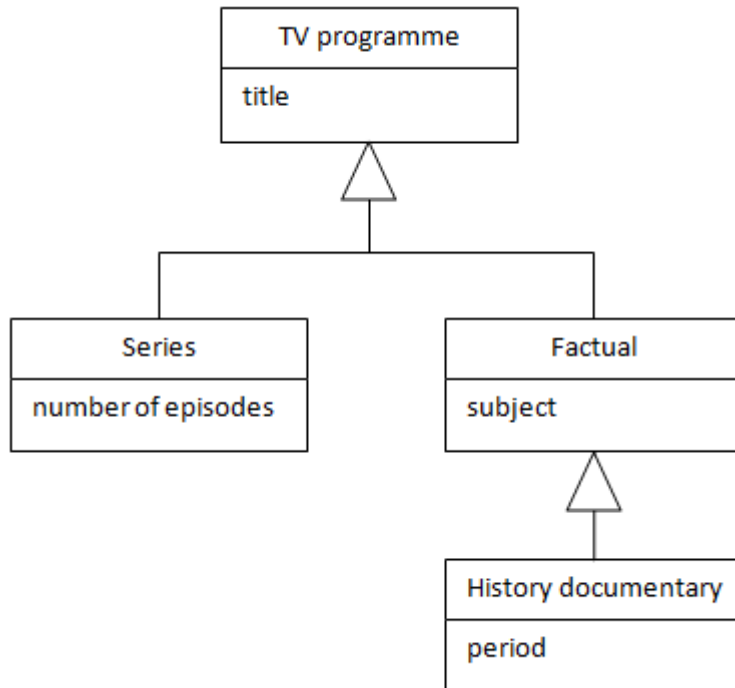 TV programme
title
Series
number of episodes
Factual
subject
History documentary
period